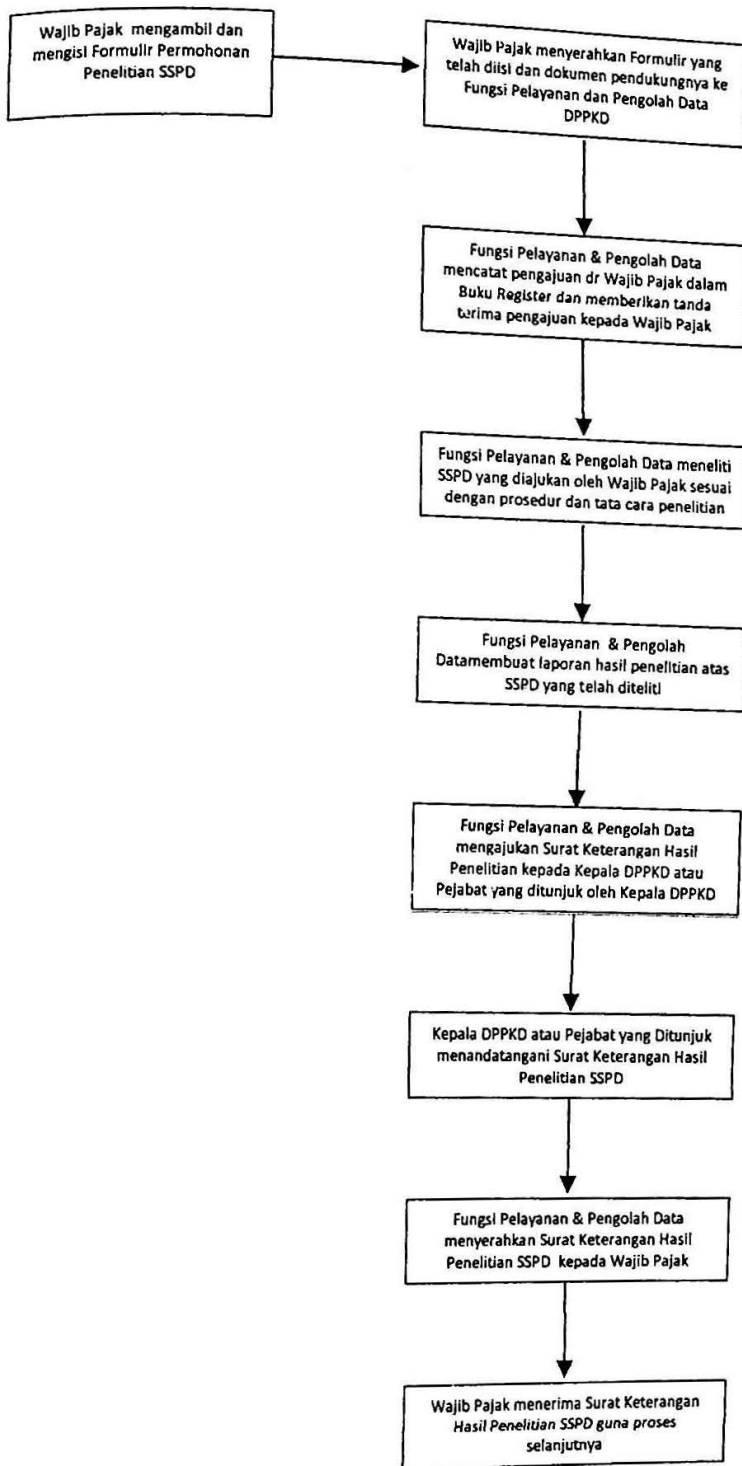 Wajib Pajak mengambil dan
mengisi Formulir Permohonan
Penelitian SSPD
Wajib Pajak menyerahkan Formulir yang
telah diisi dan dokumen pendukungnya ke
Fungsi Pelayanan dan Pengolah Data
DPPKD
Fungsi Pelayanan & Pengolah Data
mencatat pengajuan dr Wajib Pajak dalam
Buku Register dan memberikan tanda
terima pengajuan kepada Wajib Pajak
Fungsi Pelayanan & Pengolah Data meneliti
SSPD yang diajukan oleh Wajib Pajak sesuai
dengan prosedur dan tata cara penelitian
Fungsi Pelayanan & Pengolah
Datamembuat laporan hasil penelitian atas
SSPD yang telah diteliti
Fungsi Pelayanan & Pengolah Data
mengajukan Surat Keterangan Hasil
Penelitian kepada Kepala DPPKD atau
Pejabat yang ditunjuk oleh Kepala DPPKD
Kepala DPPKD atau Pejabat yang Ditunjuk
menandatangani Surat Keterangan Hasil
Penelitian SSPD
Fungsi Pelayanan & Pengolah Data
menyerahkan Surat Keterangan Hasil
Penelitian SSPD kepada Wajib Pajak
Wajib Pajak menerima Surat Keterangan
Hasil Penelitian SSPD guna proses
selanjutnya